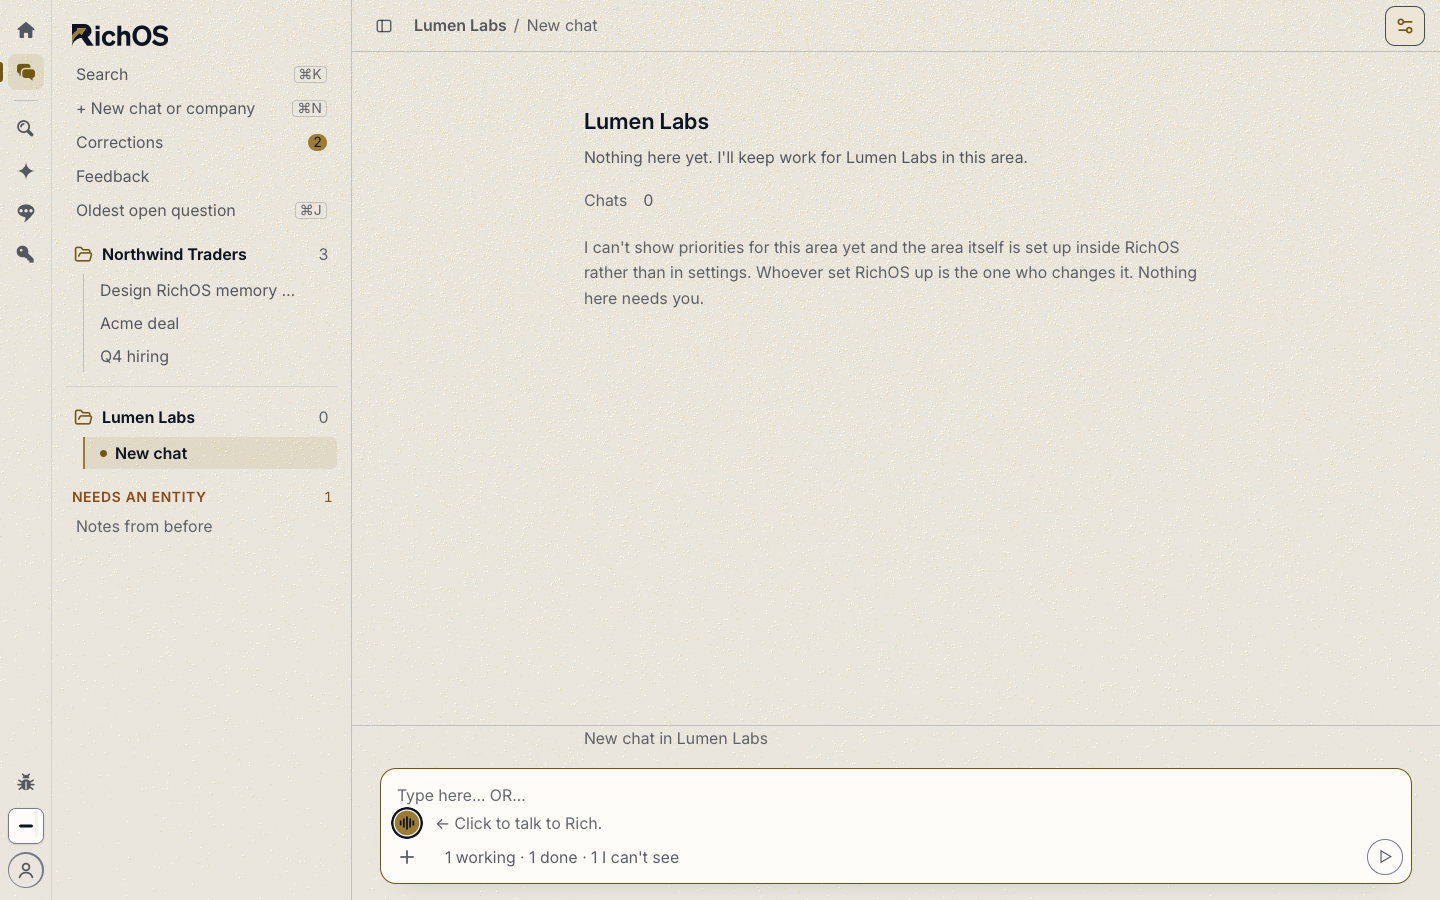 RichOS
Search ⌘K
+ New chat or company ⌘N
Corrections 2
Feedback
Oldest open question ⌘J
Northwind Traders 3
Design RichOS memory ...
Acme deal
Q4 hiring
Lumen Labs 0
New chat
NEEDS AN ENTITY 1
Notes from before
Lumen Labs / New chat
Lumen Labs
Nothing here yet. I'll keep work for Lumen Labs in this area.
Chats 0
I can't show priorities for this area yet and the area itself is set up inside RichOS
rather than in settings. Whoever set RichOS up is the one who changes it. Nothing
here needs you.
New chat in Lumen Labs
Type here... OR...
← Click to talk to Rich.
1 working · 1 done · 1 I can't see